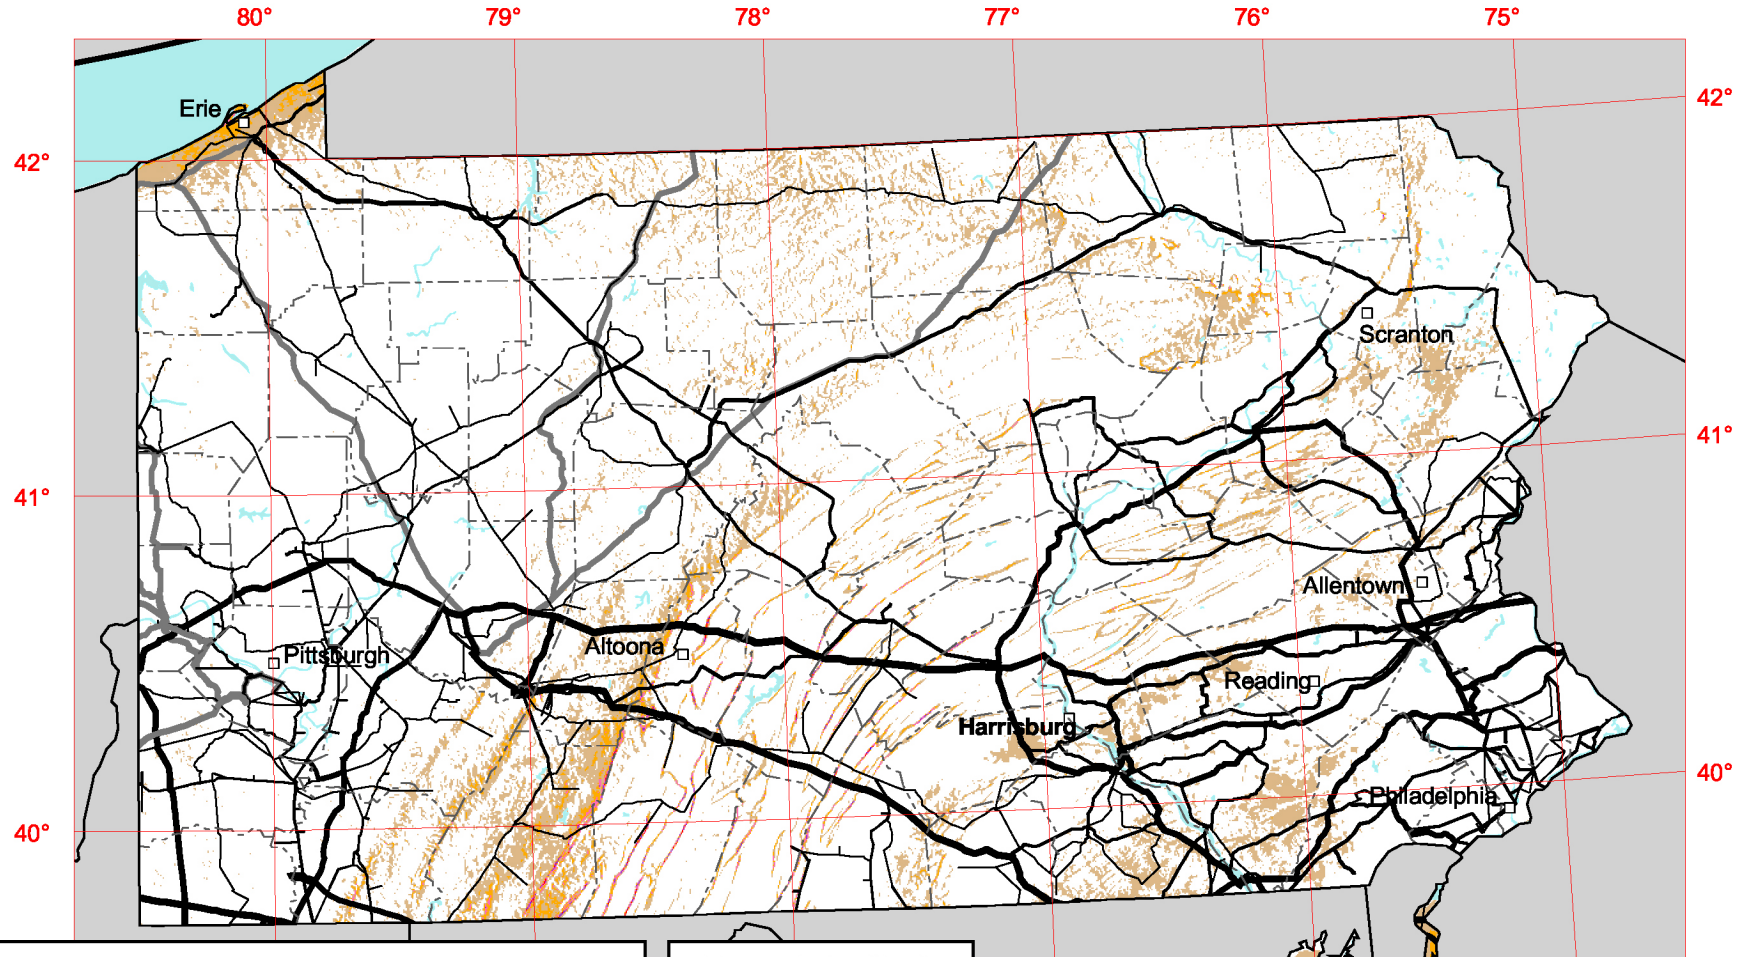 80° 79° 78° 77° 76° 75°
42°
Erie
42°
Scranton
41°
41°
Allentown
Altoona
Pittsburgh
Reading
Harrisburg
40°
Philadelphia
40°